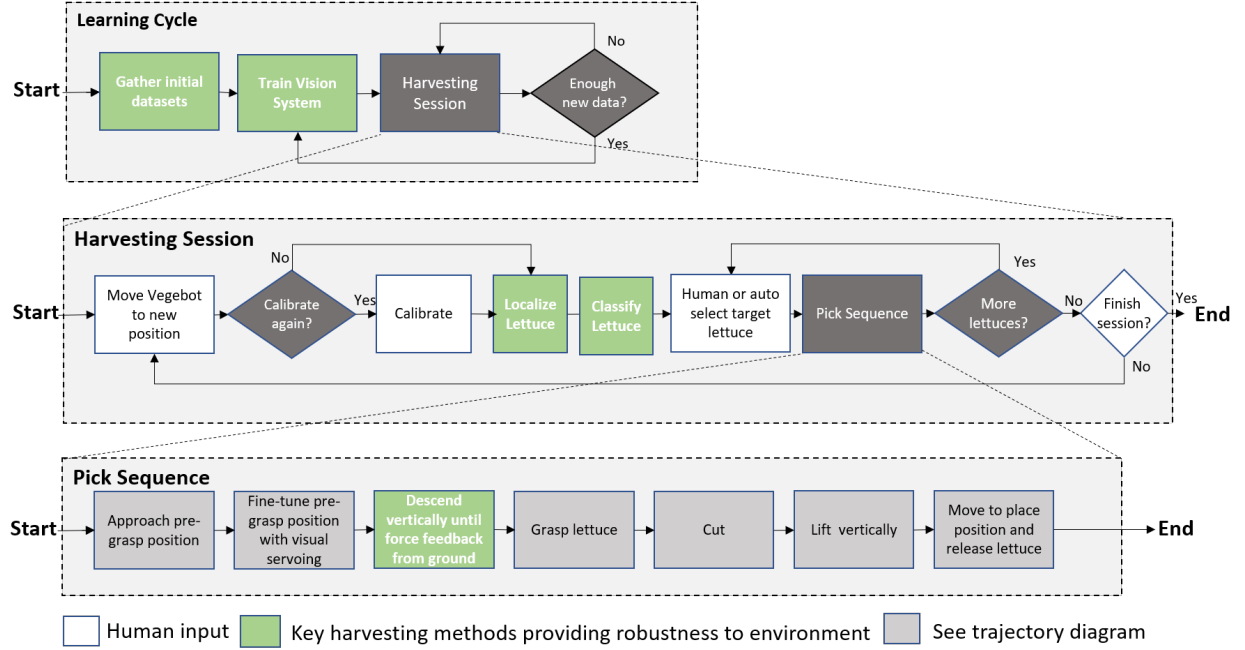 Learning Cycle
Start
Gather initial
datasets
Train Vision
System
Harvesting
Session
Enough
new data?
No
Yes
Harvesting Session
Start
Move Vegebot
to new
position
Calibrate
again?
No
Yes
Calibrate
Localize
Lettuce
Classify
Lettuce
Human or auto
select target
lettuce
Pick Sequence
More
lettuces?
Yes
No
Finish
session?
Yes
No
End
Pick Sequence
Start
Approach pre-
grasp position
Fine-tune pre-
grasp position
with visual
servoing
Descend
vertically until
force feedback
from ground
Grasp lettuce
Cut
Lift vertically
Move to place
position and
release lettuce
End
Human input
Key harvesting methods providing robustness to environment
See trajectory diagram